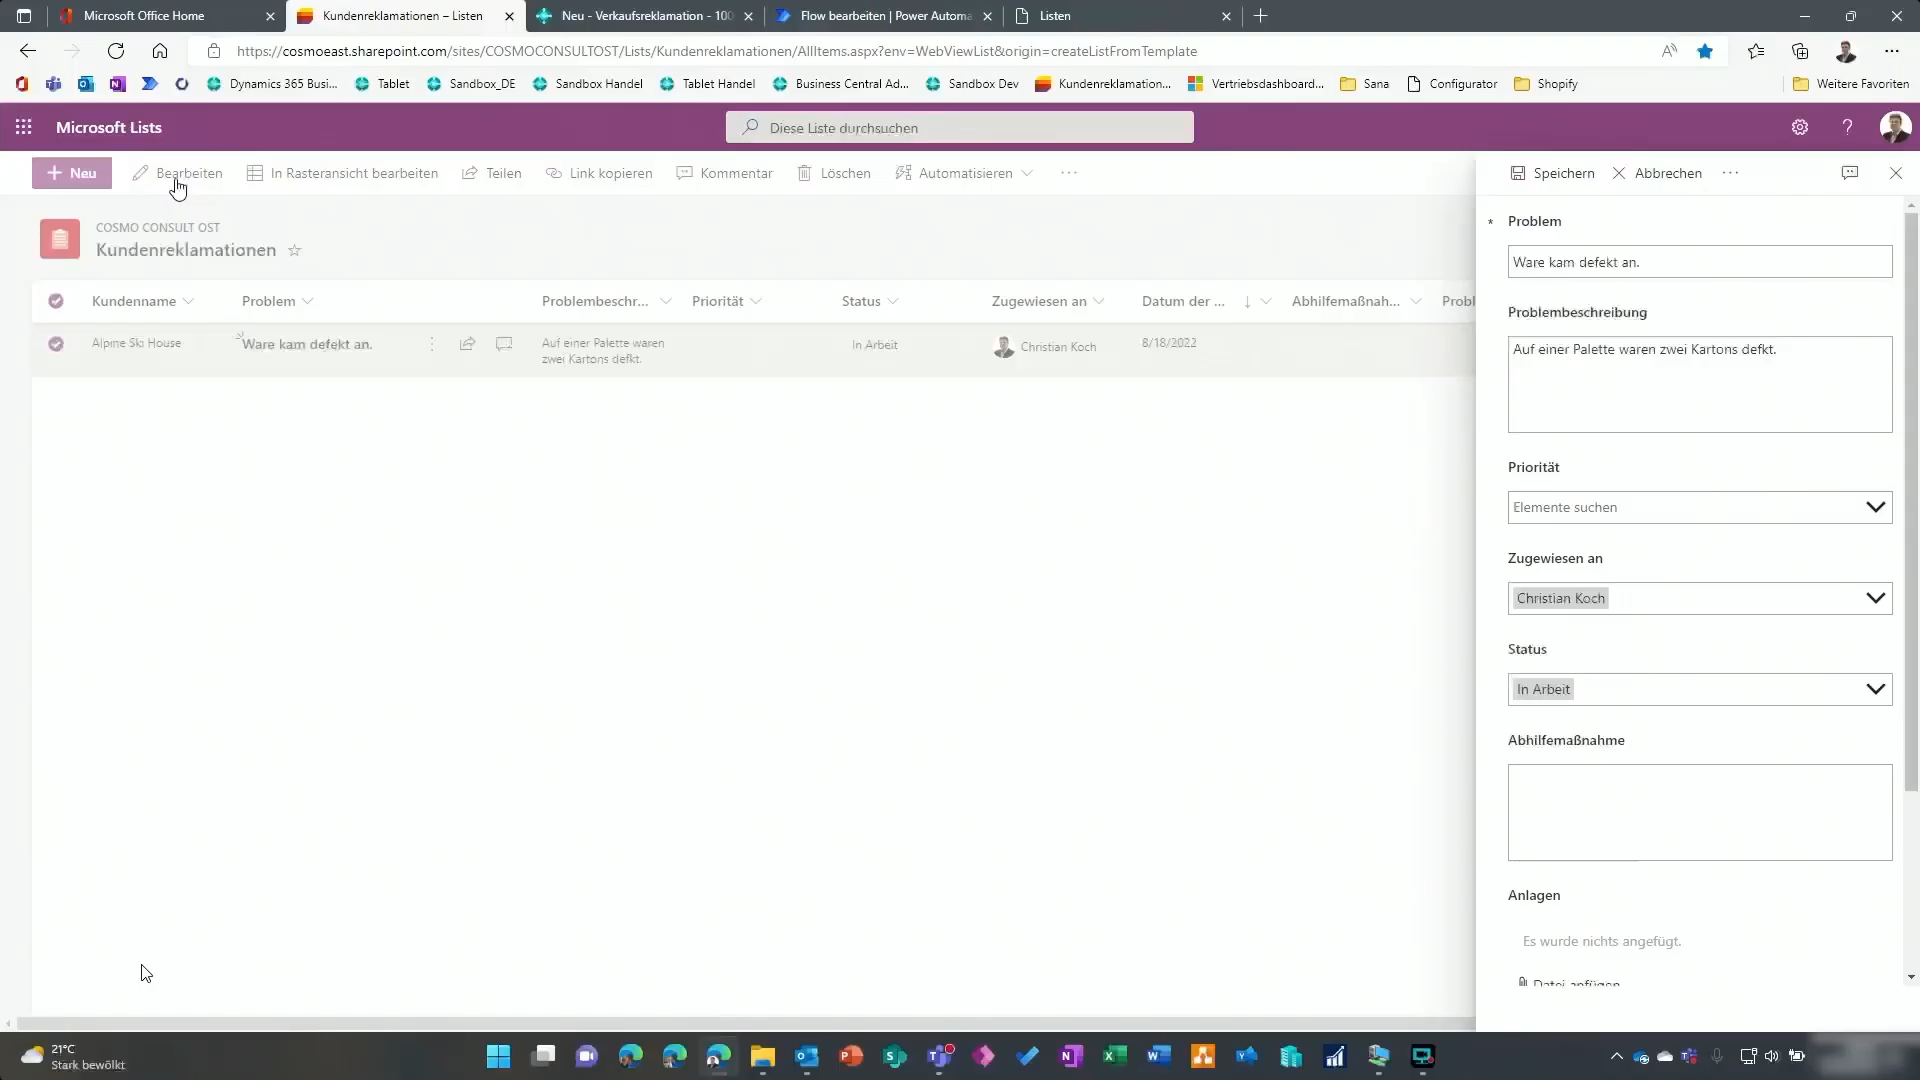 Microsoft Office Home
Kundenreklamationen – Listen
Neu - Verkaufsreklamation - 100
Flow bearbeiten | Power Automa
Listen
https://cosmoeast.sharepoint.com/sites/COSMOCONSULTOST/Lists/Kundenreklamationen/AllItems.aspx?env=WebViewList&origin=createListFromTemplate
Dynamics 365 Busi...
Tablet
Sandbox_DE
Sandbox Handel
Tablet Handel
Business Central Ad...
Sandbox Dev
Kundenreklamation...
Vertriebsdashboard...
Sana
Configurator
Shopify
Weitere Favoriten
Microsoft Lists
Diese Liste durchsuchen
Neu
Bearbeiten
In Rasteransicht bearbeiten
Teilen
Link kopieren
Kommentar
Löschen
Automatisieren
COSMO CONSULT OST
Kundenreklamationen
Kundenname
Problem
Problembeschr...
Priorität
Status
Zugewiesen an
Datum der ...
Abhilfemaßnah...
Probl
Alpine Ski House
Ware kam defekt an.
Auf einer Palette waren
zwei Kartons defkt.
In Arbeit
Christian Koch
8/18/2022
Speichern
Abbrechen
* Problem
Ware kam defekt an.
Problembeschreibung
Auf einer Palette waren zwei Kartons defkt.
Priorität
Elemente suchen
Zugewiesen an
Christian Koch
Status
In Arbeit
Abhilfemaßnahme
Anlagen
Es wurde nichts angefügt.
Datei anfügen
21°C
Stark bewölkt